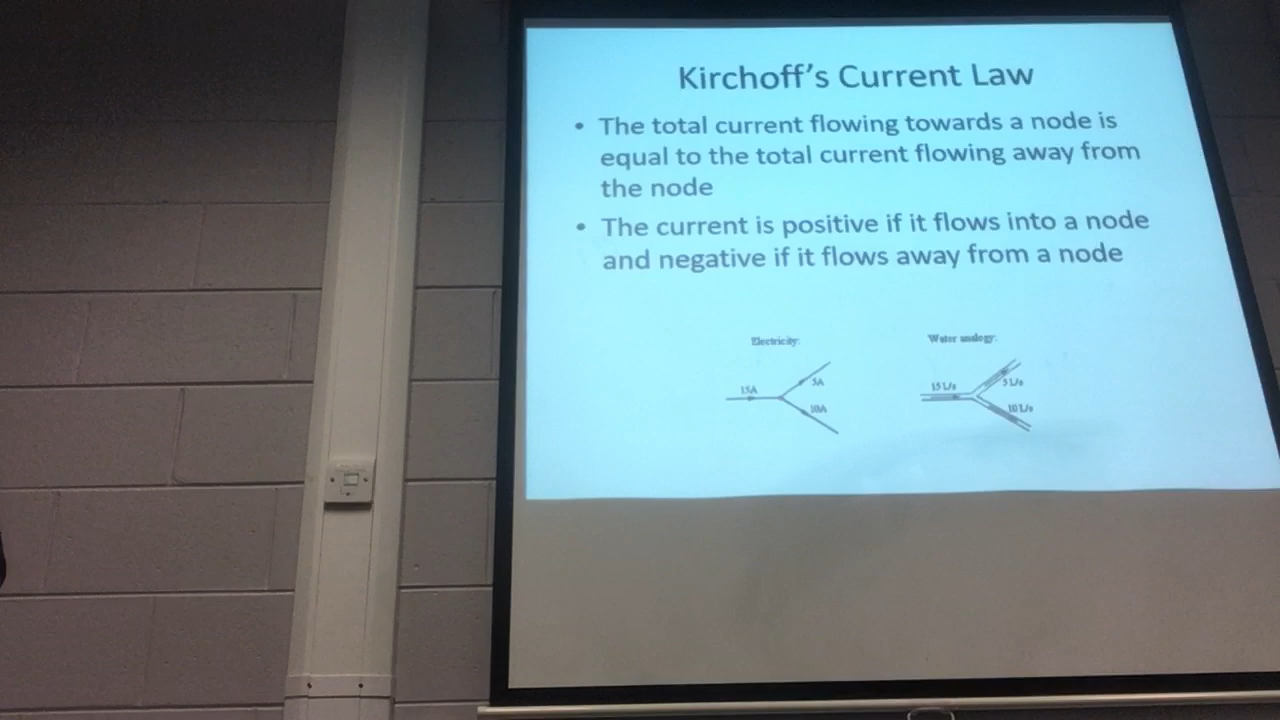 Kirchoff's Current Law
• The total current flowing towards a node is
equal to the total current flowing away from
the node
• The current is positive if it flows into a node
and negative if it flows away from a node
Electricity:
Water analogy:
15A
5A
10A
15 L/s
5 L/s
10 L/s